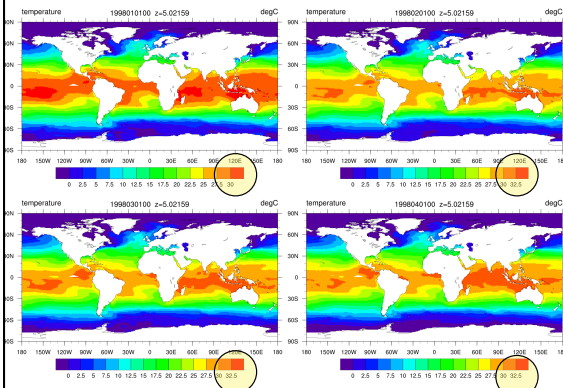 temperature 1998010100 z=5.02159 degC
90N
60N
30N
0
30S
60S
90S
180 150W 120W 90W 60W 30W 0 30E 60E 90E 120E 150E 180
0 2.5 5 7.5 10 12.5 15 17.5 20 22.5 25 27.5 30
temperature 1998020100 z=5.02159 degC
90N
60N
30N
0
30S
60S
90S
180 150W 120W 90W 60W 30W 0 30E 60E 90E 120E 150E 18
0 2.5 5 7.5 10 12.5 15 17.5 20 22.5 25 27.5 30 32.5
temperature 1998030100 z=5.02159 degC
0N
60N
30N
0
30S
60S
90S
180 150W 120W 90W 60W 30W 0 30E 60E 90E 120E 150E 180
0 2.5 5 7.5 10 12.5 15 17.5 20 22.5 25 27.5 30 32.5
temperature 1998040100 z=5.02159 degC
90N
60N
30N
0
30S
60S
90S
180 150W 120W 90W 60W 30W 0 30E 60E 90E 120E 150E 18
0 2.5 5 7.5 10 12.5 15 17.5 20 22.5 25 27.5 30 32.5